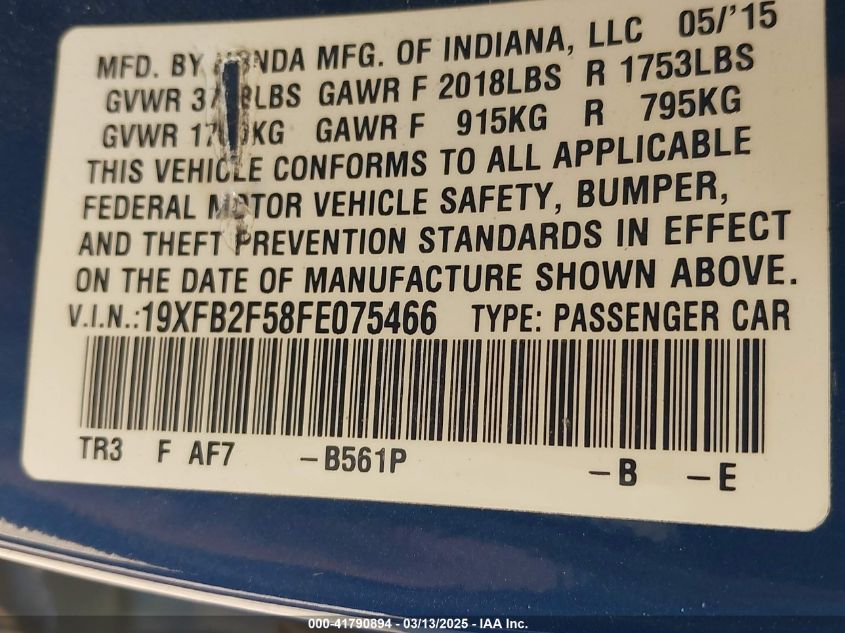 MFD. BY HONDA MFG. OF INDIANA, LLC 05/'15
GVWR LBS GAWR F 2018LBS R 1753LBS
GVWR KG GAWR F 915KG R 795KG
THIS VEHICLE CONFORMS TO ALL APPLICABLE
FEDERAL MOTOR VEHICLE SAFETY, BUMPER,
AND THEFT PREVENTION STANDARDS IN EFFECT
ON THE DATE OF MANUFACTURE SHOWN ABOVE.
V.I.N.:19XFB2F58FE075466 TYPE: PASSENGER CAR
TR3 F AF7 -B561P -B -E
000-41790894 - 03/13/2025 - IAA Inc.